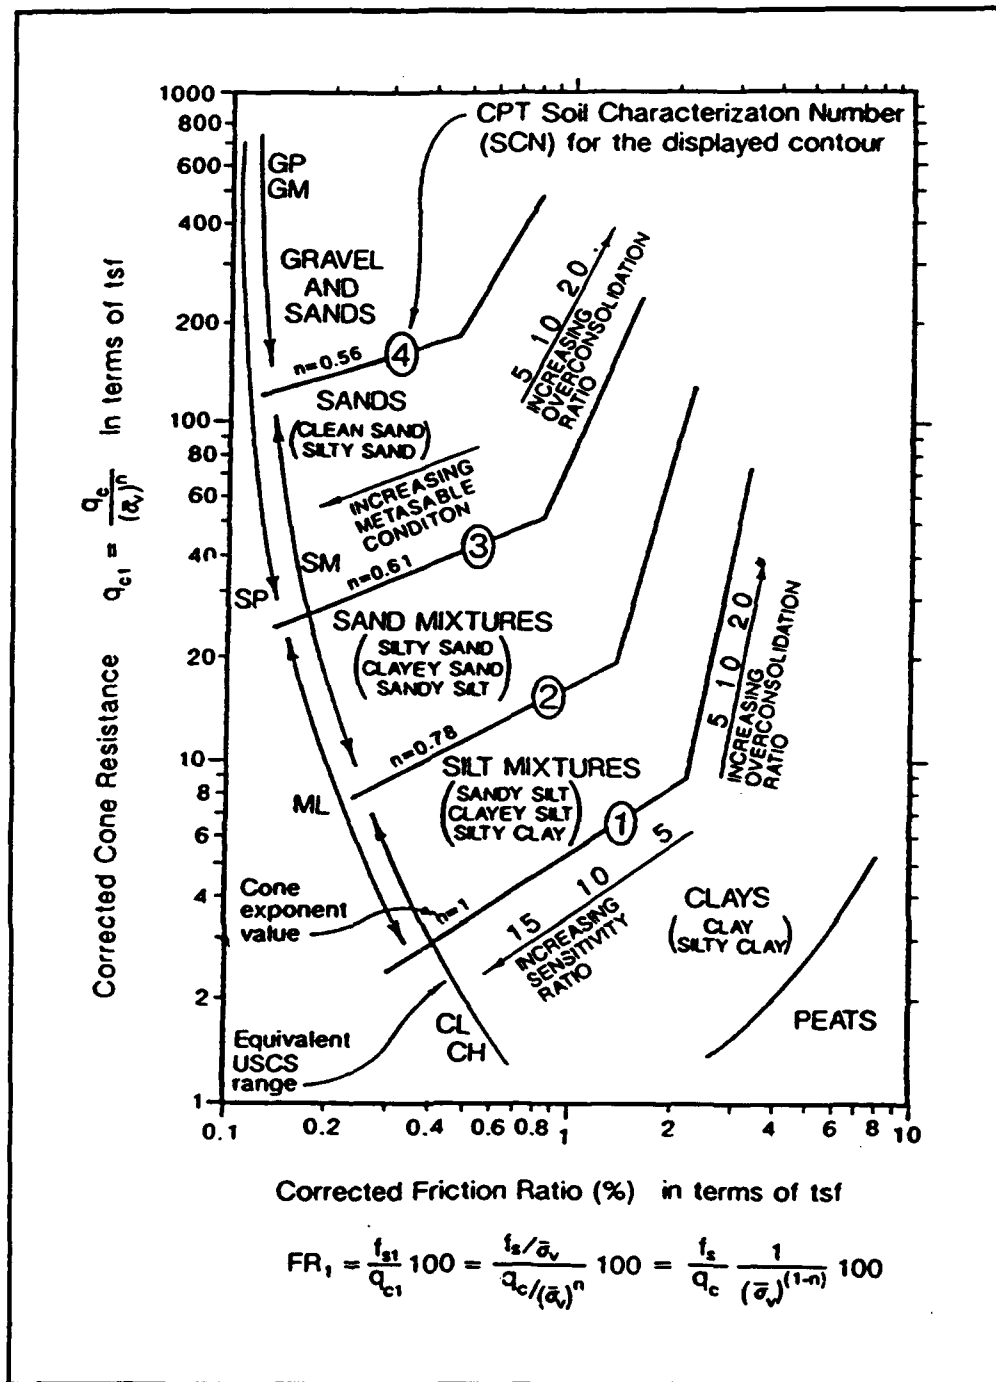 CPT Soil Characterizaton Number
(SCN) for the displayed contour
1000
800
600
400
200
100
80
60
40
20
10
8
6
4
2
1
Corrected Cone Resistance q_c1 = q_c / (σ̄_v)^n In terms of tsf
GP
GM
GRAVEL
AND
SANDS
n=0.56
4
SANDS
(CLEAN SAND)
(SILTY SAND)
INCREASING
METASABLE
CONDITON
5 10 20
INCREASING
OVERCONSOLIDATION
RATIO
SM
SP
n=0.61
3
SAND MIXTURES
(SILTY SAND)
(CLAYEY SAND)
(SANDY SILT)
n=0.78
2
SILT MIXTURES
(SANDY SILT)
(CLAYEY SILT)
(SILTY CLAY)
5 10 20
INCREASING
OVERCONSOLIDATION
RATIO
ML
1
n=1
Cone
exponent
value
15 10 5
INCREASING
SENSITIVITY
RATIO
CLAYS
(CLAY)
(SILTY CLAY)
PEATS
CL
CH
Equivalent
USCS
range
0.1 0.2 0.4 0.6 0.8 1 2 4 6 8 10
Corrected Friction Ratio (%) in terms of tsf
FR_1 = f_s1 / q_c1 100 = f_s/σ̄_v / q_c/(σ̄_v)^n 100 = f_s / q_c 1 / (σ̄_v)^(1-n) 100